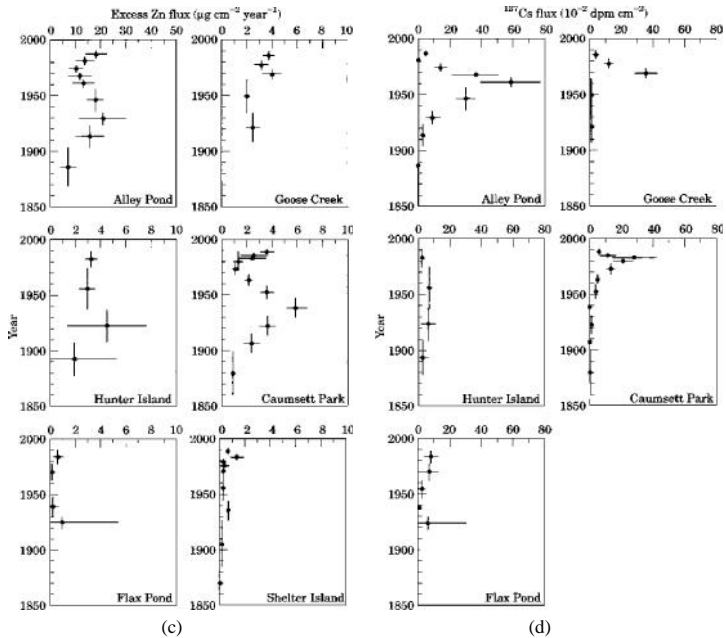 Excess Zn flux (µg cm⁻² year⁻¹)
0 10 20 30 40 50
0 2 4 6 8 10
2000
1950
1900
1850
Alley Pond
2000
1950
1900
1850
Goose Creek
0 2 4 6 8 10
0 2 4 6 8 10
Year
2000
1950
1900
1850
Hunter Island
2000
1950
1900
1850
Caumsett Park
0 2 4 6 8 10
0 2 4 6 8 10
2000
1950
1900
1850
Flax Pond
2000
1950
1900
1850
Shelter Island
(c)
¹³⁷Cs flux (10⁻² dpm cm⁻²)
0 20 40 60 80
0 20 40 60 80
2000
1950
1900
1850
Alley Pond
2000
1950
1900
1850
Goose Creek
0 20 40 60 80
0 20 40 60 80
Year
2000
1950
1900
1850
Hunter Island
2000
1950
1900
1850
Caumsett Park
0 20 40 60 80
2000
1950
1900
1850
Flax Pond
(d)